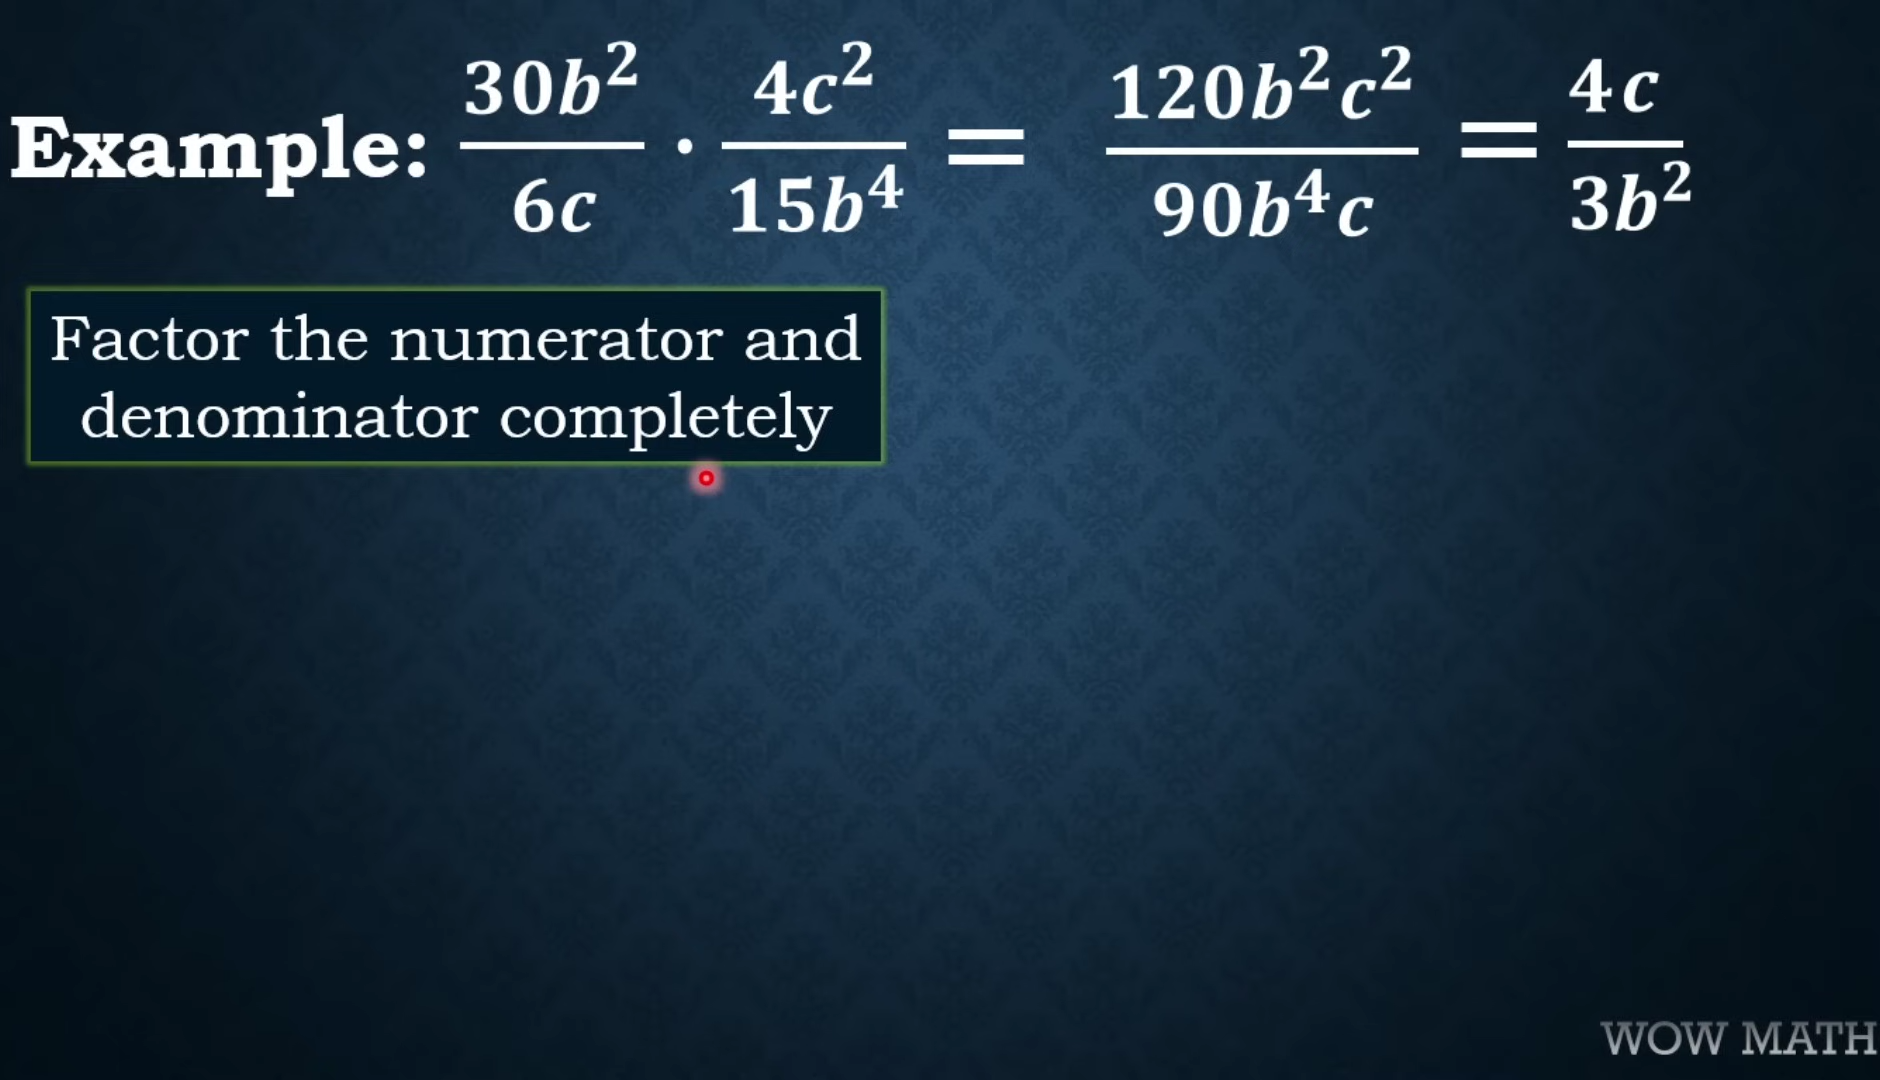 Example: 30b²/6c · 4c²/15b⁴ = 120b²c²/90b⁴c = 4c/3b²
Factor the numerator and
denominator completely
WOW MATH